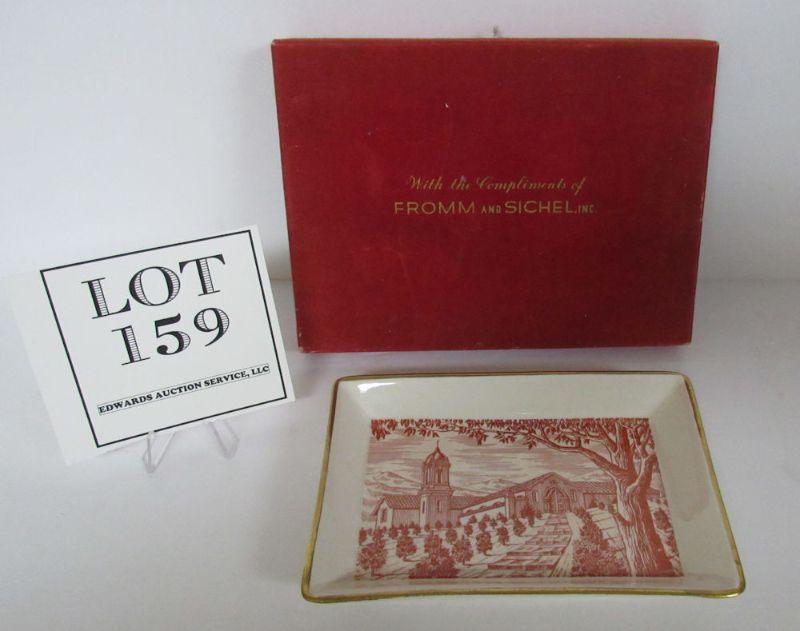 With the Compliments of
FROMM AND SICHEL, INC.
LOT
159
EDWARDS AUCTION SERVICE, LLC